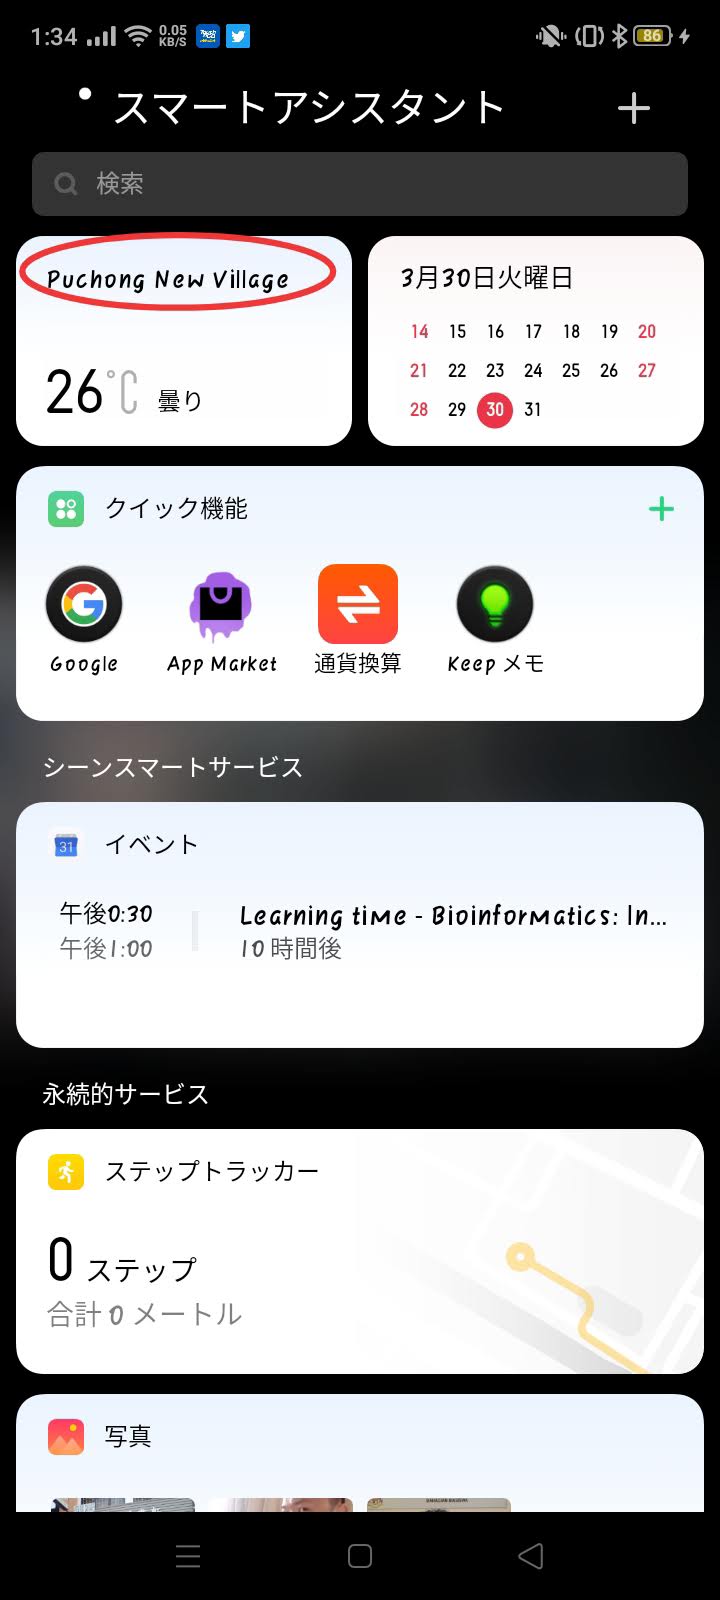 1:34 0.05 KB/S 86
スマートアシスタント
検索
Puchong New Village
26°C 曇り
3月30日火曜日
14 15 16 17 18 19 20
21 22 23 24 25 26 27
28 29 30 31
クイック機能
Google App Market 通貨換算 Keep メモ
シーンスマートサービス
31 イベント
午後0:30 Learning time - Bioinformatics: In...
午後1:00 10 時間後
永続的サービス
ステップトラッカー
0 ステップ
合計 0 メートル
写真